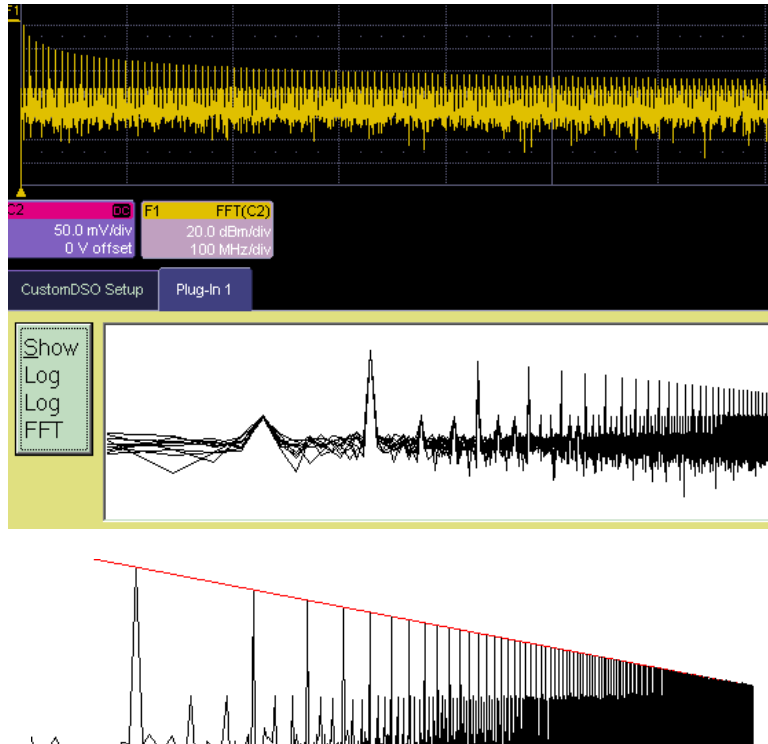 F1
C2 DC
50.0 mV/div
0 V offset
F1 FFT(C2)
20.0 dBm/div
100 MHz/div
CustomDSO Setup
Plug-In 1
Show
Log
Log
FFT